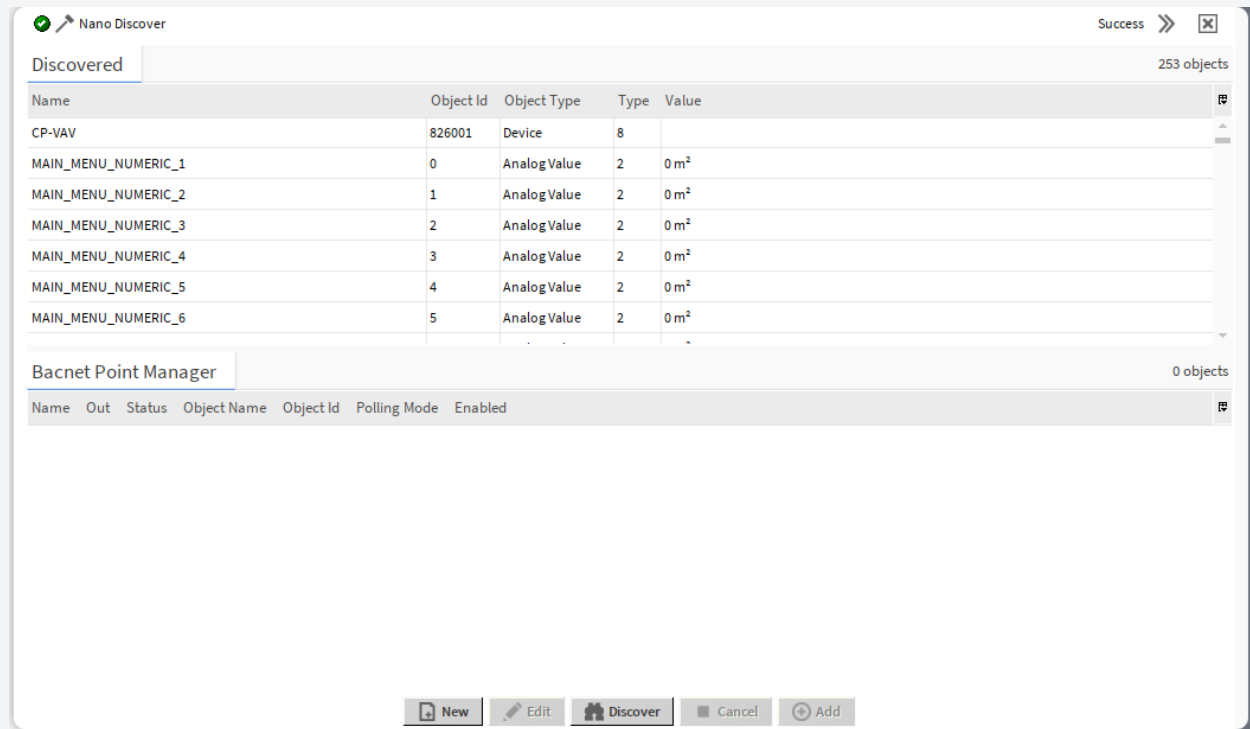 Nano Discover Success
Discovered 253 objects
Name Object Id Object Type Type Value
CP-VAV 826001 Device 8
MAIN_MENU_NUMERIC_1 0 Analog Value 2 0 m²
MAIN_MENU_NUMERIC_2 1 Analog Value 2 0 m²
MAIN_MENU_NUMERIC_3 2 Analog Value 2 0 m²
MAIN_MENU_NUMERIC_4 3 Analog Value 2 0 m²
MAIN_MENU_NUMERIC_5 4 Analog Value 2 0 m²
MAIN_MENU_NUMERIC_6 5 Analog Value 2 0 m²
Bacnet Point Manager 0 objects
Name Out Status Object Name Object Id Polling Mode Enabled
New Edit Discover Cancel Add